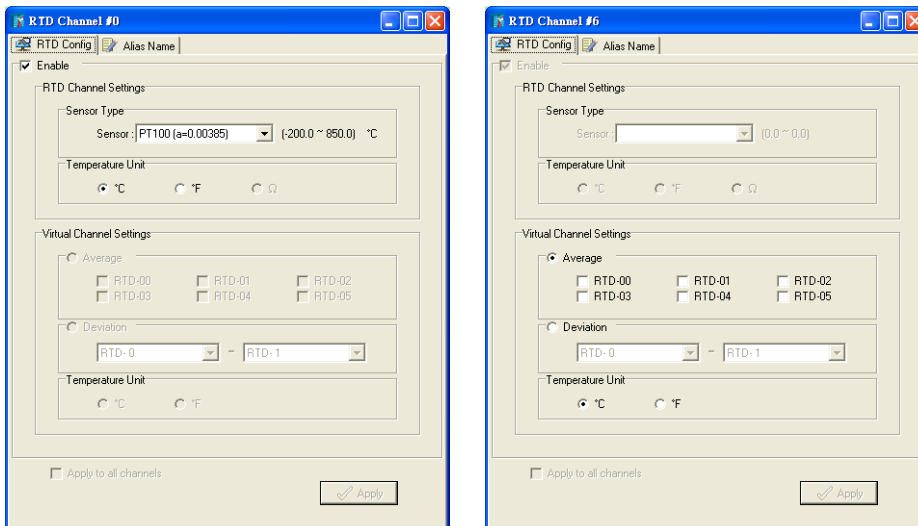 RTD Channel #0
RTD Config Alias Name
Enable
RTD Channel Settings
Sensor Type
Sensor : PT100 (a=0.00385) (-200.0 ~ 850.0) °C
Temperature Unit
°C °F Ω
Virtual Channel Settings
Average
RTD-00 RTD-01 RTD-02
RTD-03 RTD-04 RTD-05
Deviation
RTD- 0 - RTD- 1
Temperature Unit
°C °F
Apply to all channels
Apply
RTD Channel #6
RTD Config Alias Name
Enable
RTD Channel Settings
Sensor Type
Sensor : (0.0 ~ 0.0)
Temperature Unit
°C °F Ω
Virtual Channel Settings
Average
RTD-00 RTD-01 RTD-02
RTD-03 RTD-04 RTD-05
Deviation
RTD- 0 - RTD- 1
Temperature Unit
°C °F
Apply to all channels
Apply